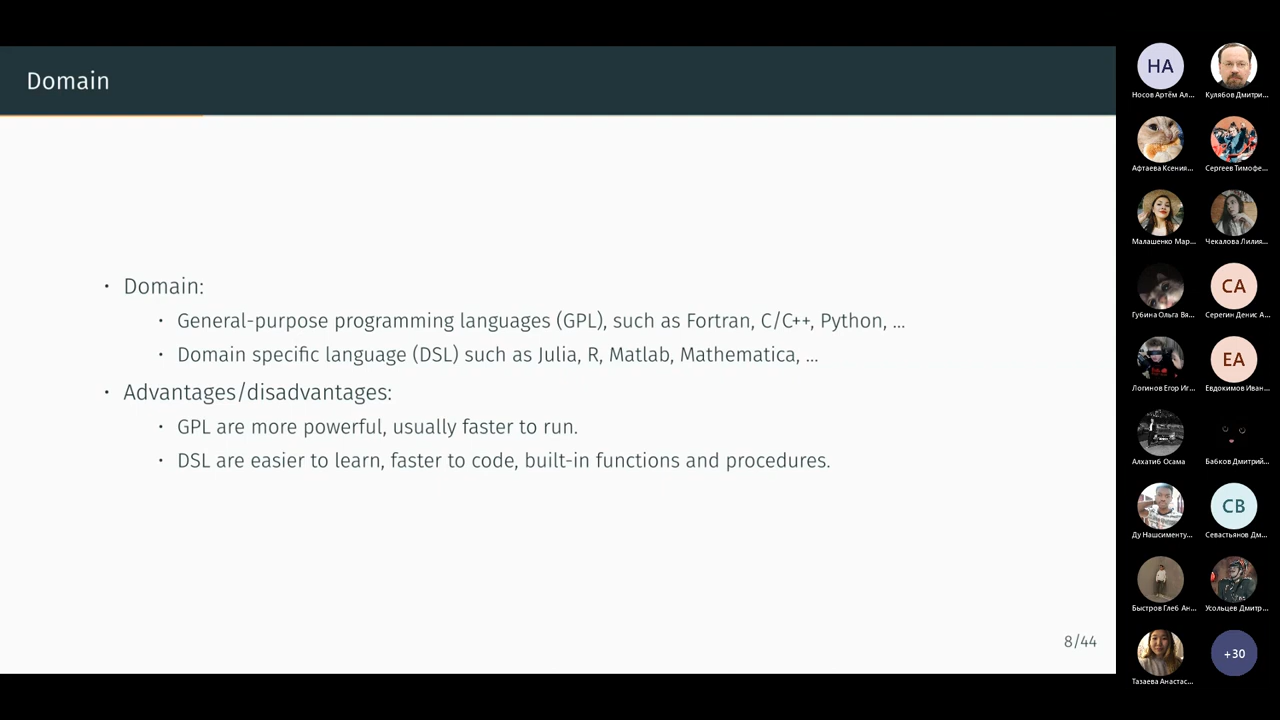 Domain
• Domain:
• General-purpose programming languages (GPL), such as Fortran, C/C++, Python, ...
• Domain specific language (DSL) such as Julia, R, Matlab, Mathematica, ...
• Advantages/disadvantages:
• GPL are more powerful, usually faster to run.
• DSL are easier to learn, faster to code, built-in functions and procedures.
8/44
НА
Носов Артём Ал...
Кулябов Дмитри...
Афтаева Ксения...
Сергеев Тимофе...
Малашенко Мар...
Чекалова Лилия...
Губина Ольга Вя...
СА
Серегин Денис А...
Логинов Егор Иг...
ЕА
Евдокимов Иван...
Алхатиб Осама
Бабков Дмитрий...
Ду Нашсименту...
СВ
Севастьянов Дм...
Быстров Глеб Ан...
Усольцев Дмитр...
Тазаева Анастас...
+30